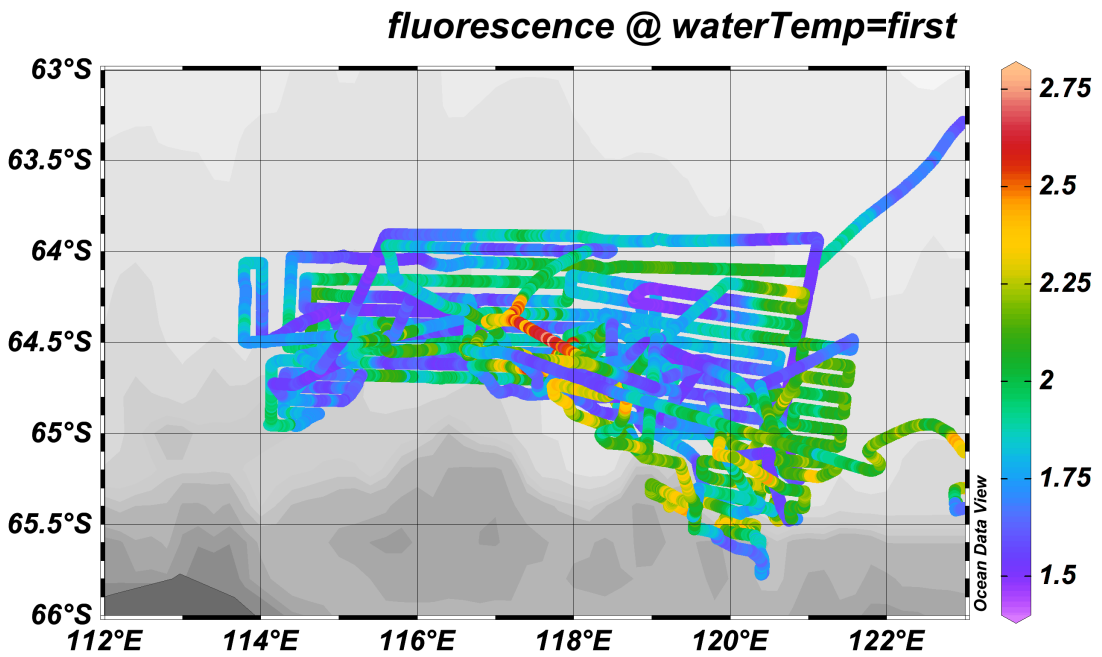 fluorescence @ waterTemp=first
63°S
63.5°S
64°S
64.5°S
65°S
65.5°S
66°S
112°E
114°E
116°E
118°E
120°E
122°E
2.75
2.5
2.25
2
1.75
1.5
Ocean Data View